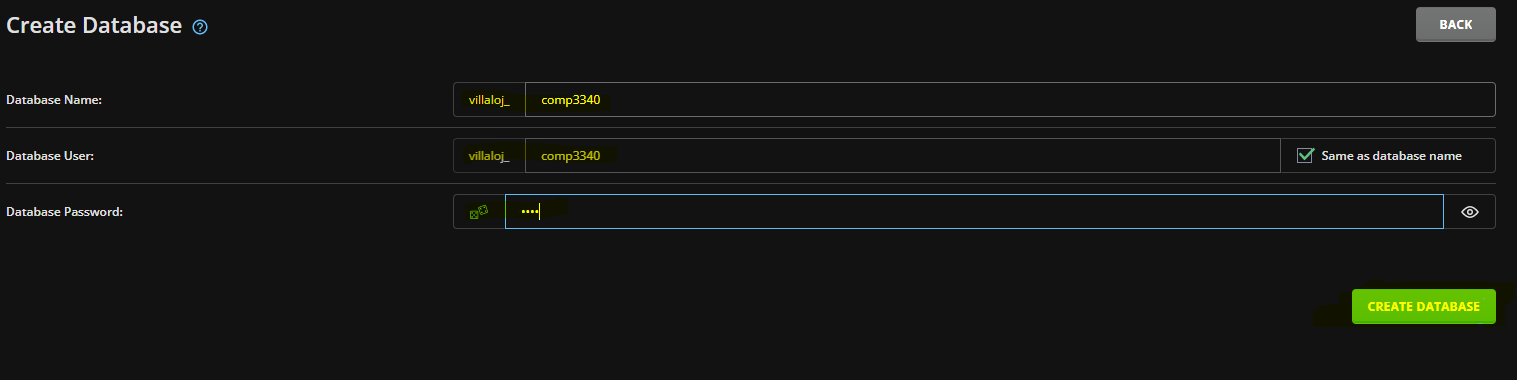 Create Database ?
BACK
Database Name: villaloj_ comp3340
Database User: villaloj_ comp3340 Same as database name
Database Password: ••••
CREATE DATABASE